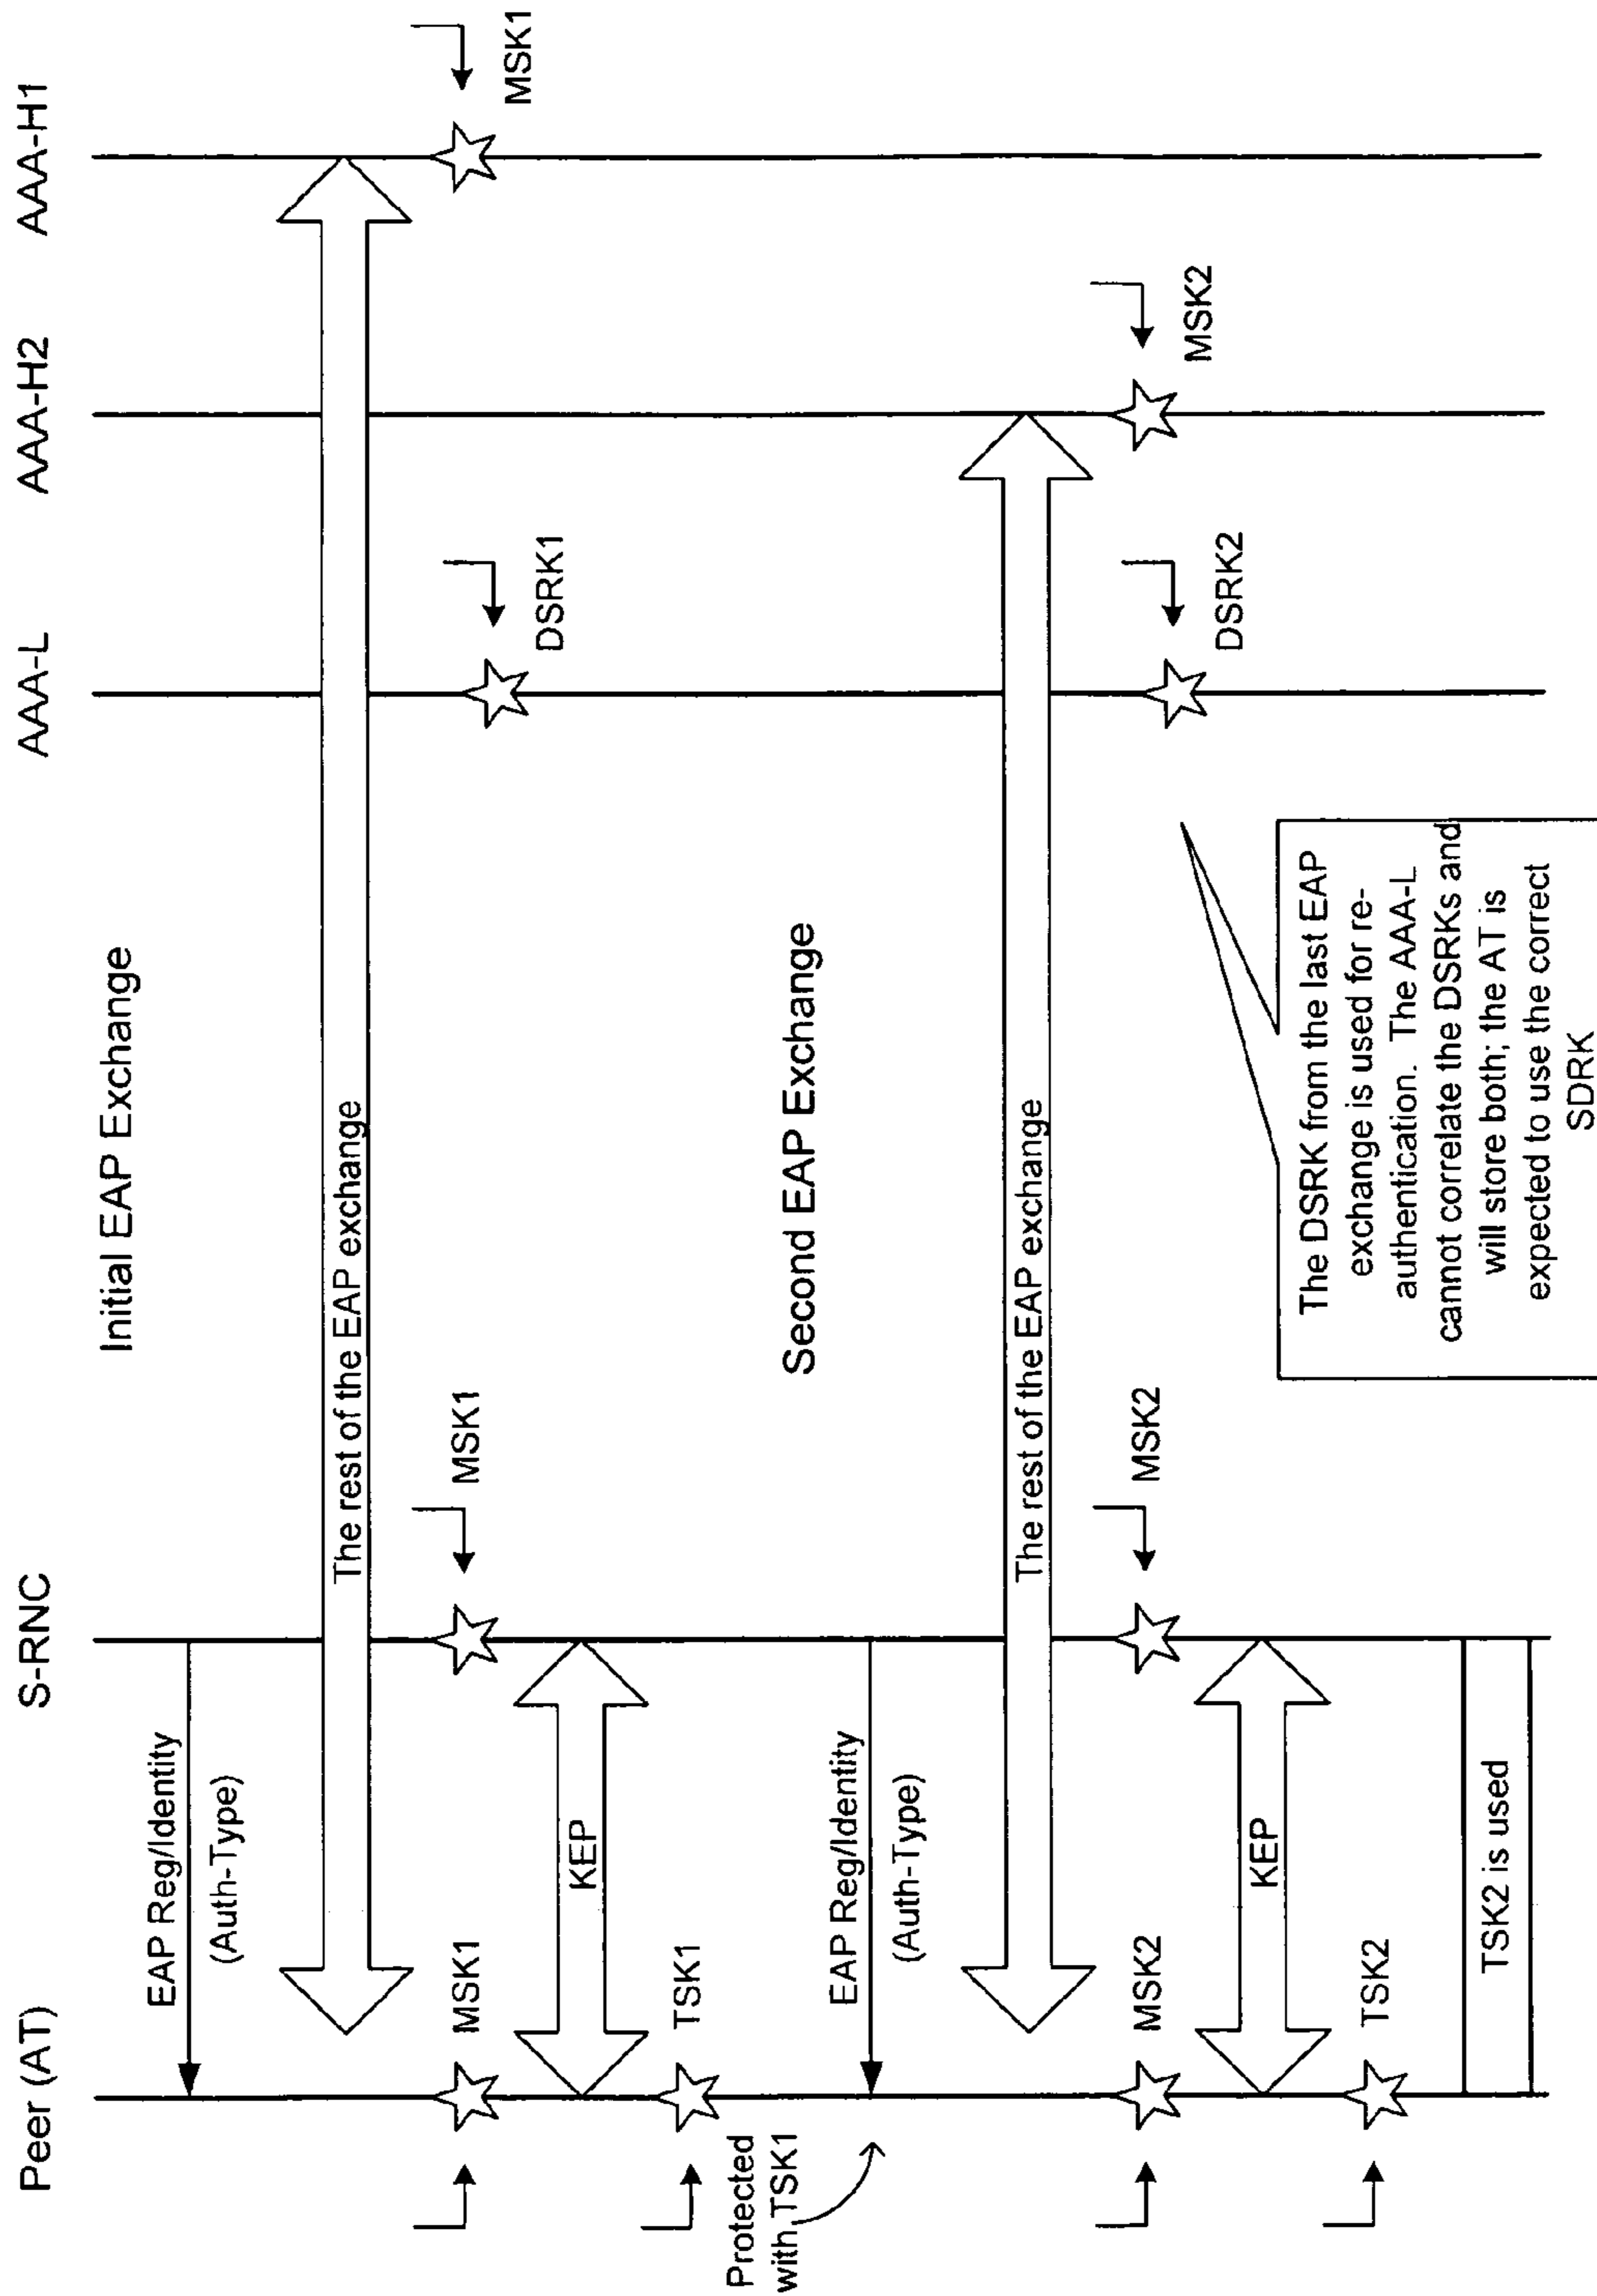 Peer (AT)
S-RNC
AAA-L
AAA-H2
AAA-H1
Initial EAP Exchange
EAP Reg/Identity
(Auth-Type)
The rest of the EAP exchange
MSK1
MSK1
DSRK1
MSK1
KEP
TSK1
Protected
with TSK1
Second EAP Exchange
EAP Reg/Identity
(Auth-Type)
The rest of the EAP exchange
MSK2
MSK2
DSRK2
MSK2
KEP
TSK2
TSK2 is used
The DSRK from the last EAP
exchange is used for re-
authentication. The AAA-L
cannot correlate the DSRKs and
will store both; the AT is
expected to use the correct
SDRK